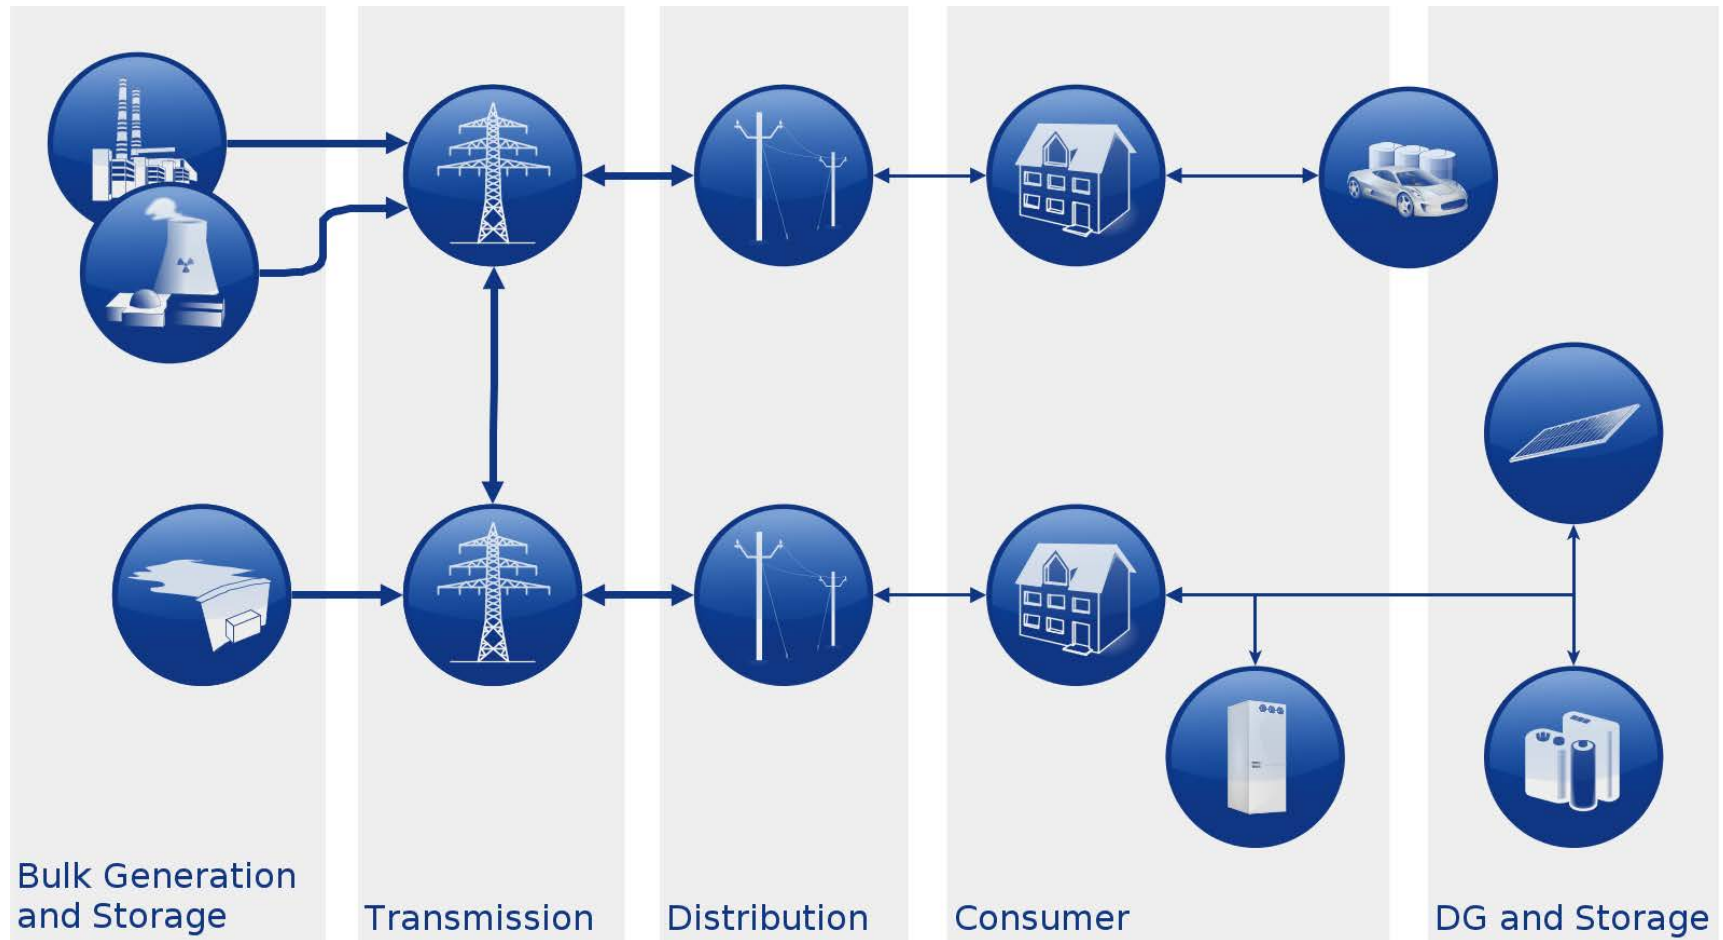 Bulk Generation
and Storage
Transmission
Distribution
Consumer
DG and Storage